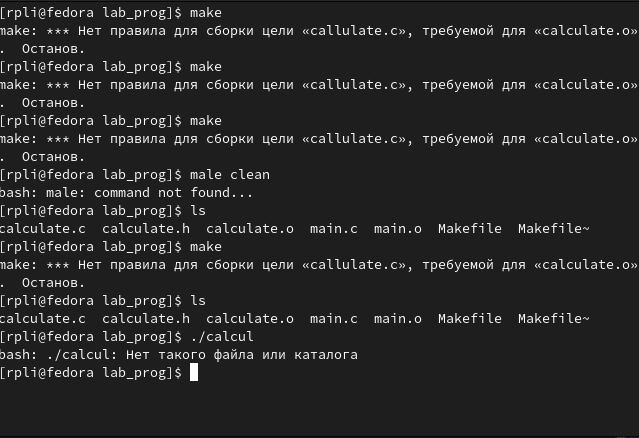 [rpli@fedora lab_prog]$ make
make: *** Нет правила для сборки цели «callulate.c», требуемой для «calculate.o»
.  Останов.
[rpli@fedora lab_prog]$ make
make: *** Нет правила для сборки цели «callulate.c», требуемой для «calculate.o»
.  Останов.
[rpli@fedora lab_prog]$ make
make: *** Нет правила для сборки цели «callulate.c», требуемой для «calculate.o»
.  Останов.
[rpli@fedora lab_prog]$ male clean
bash: male: command not found...
[rpli@fedora lab_prog]$ ls
calculate.c  calculate.h  calculate.o  main.c  main.o  Makefile  Makefile~
[rpli@fedora lab_prog]$ make
make: *** Нет правила для сборки цели «callulate.c», требуемой для «calculate.o»
.  Останов.
[rpli@fedora lab_prog]$ ls
calculate.c  calculate.h  calculate.o  main.c  main.o  Makefile  Makefile~
[rpli@fedora lab_prog]$ ./calcul
bash: ./calcul: Нет такого файла или каталога
[rpli@fedora lab_prog]$